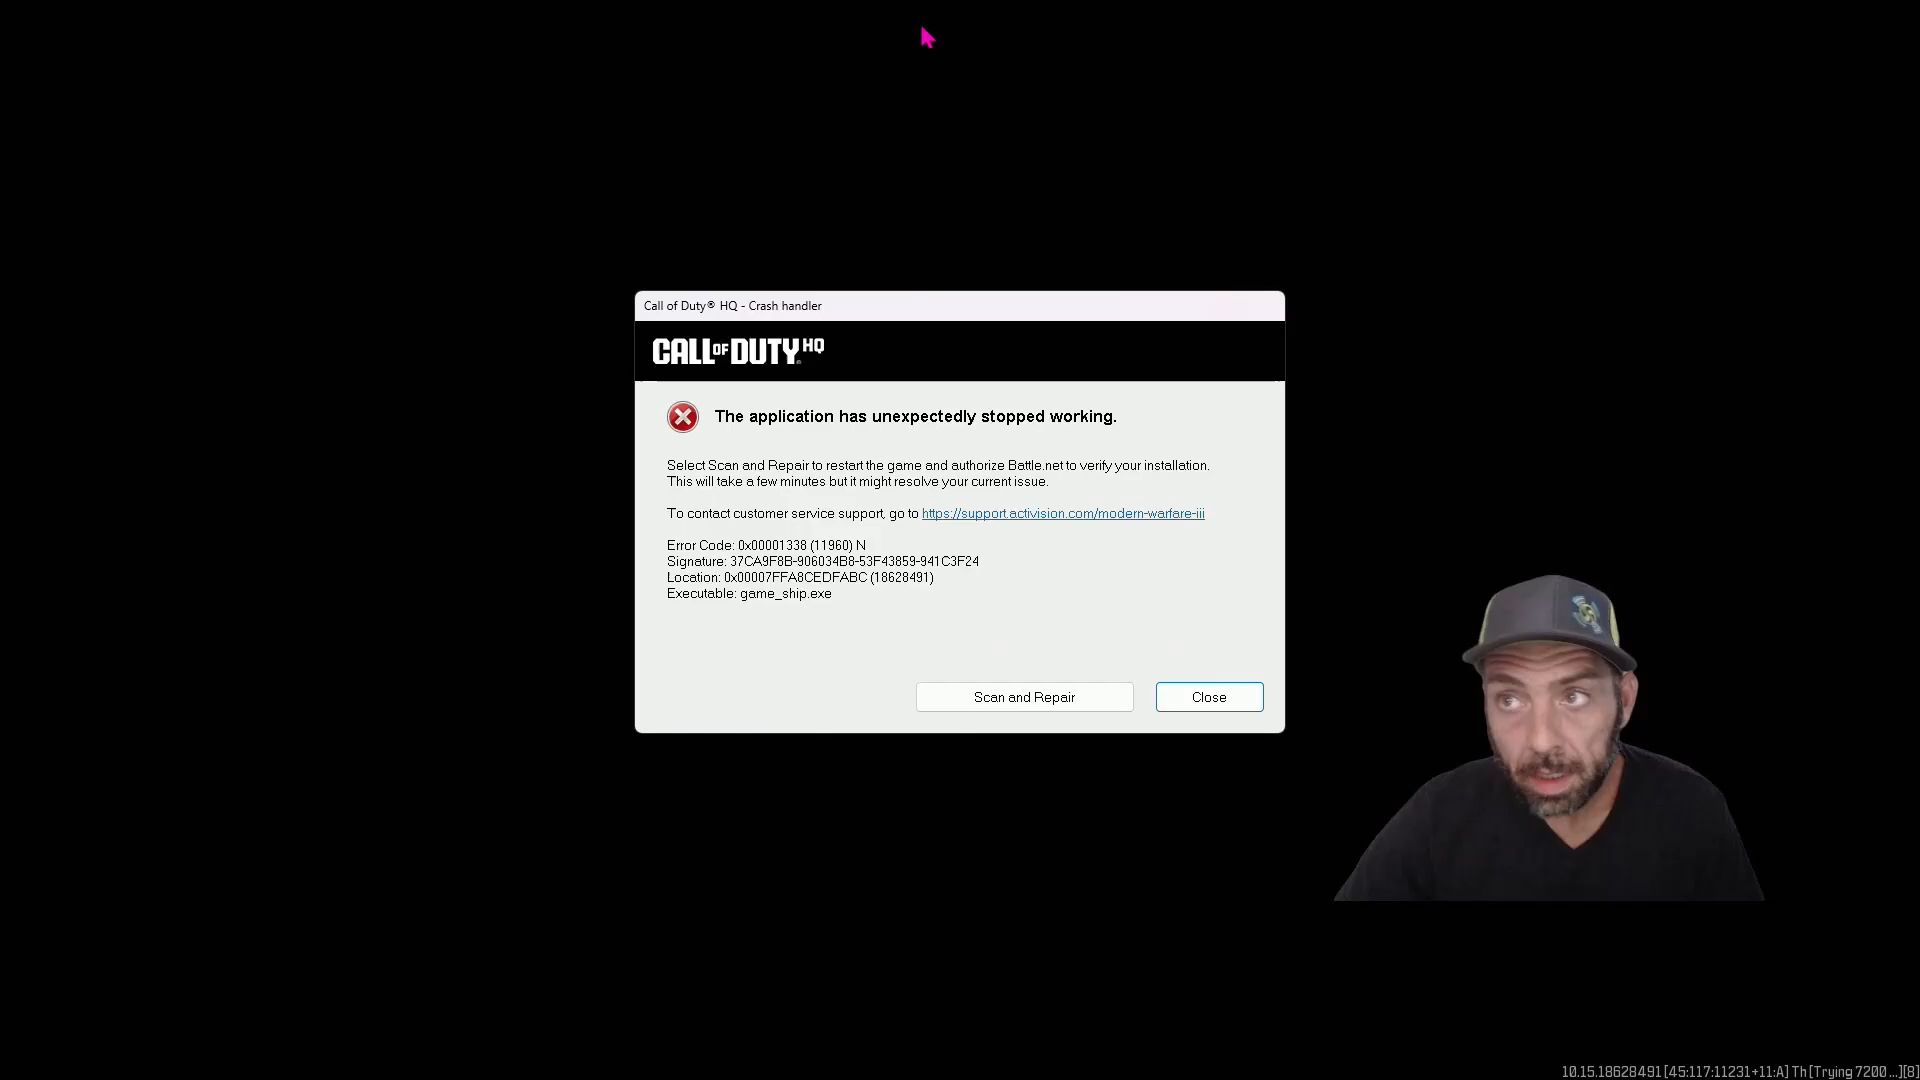 Call of Duty® HQ - Crash handler
CALL OF DUTY HQ
The application has unexpectedly stopped working.
Select Scan and Repair to restart the game and authorize Battle.net to verify your installation.
This will take a few minutes but it might resolve your current issue.
To contact customer service support, go to https://support.activision.com/modern-warfare-iii
Error Code: 0x00001338 (11960) N
Signature: 37CA9F8B-906034B8-53F43859-941C3F24
Location: 0x00007FFA8CEDFABC (18628491)
Executable: game_ship.exe
Scan and Repair Close
10.15.18628491 [45:117:11231+11:A] Th [Trying 7200 ...][8]